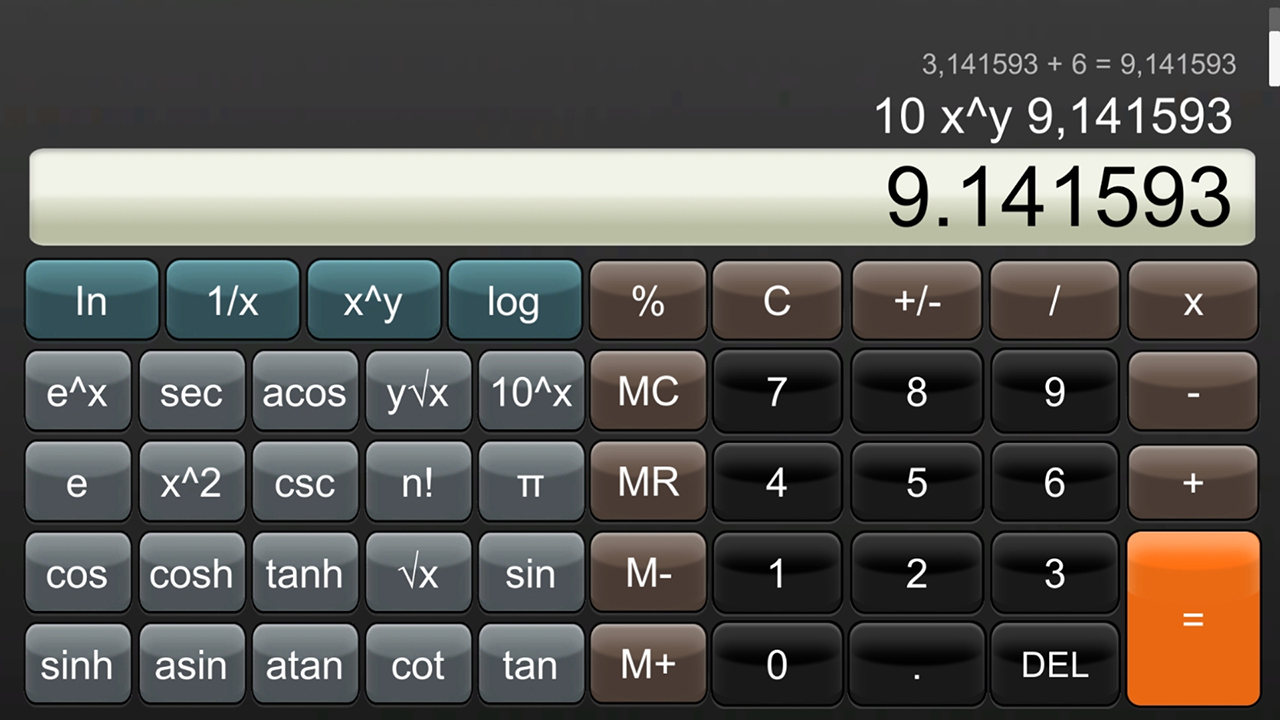 3,141593 + 6 = 9,141593
10 x^y 9,141593
9.141593
ln 1/x x^y log % C +/- / x
e^x sec acos y√x 10^x MC 7 8 9 -
e x^2 csc n! π MR 4 5 6 +
cos cosh tanh √x sin M- 1 2 3
=
sinh asin atan cot tan M+ 0 . DEL